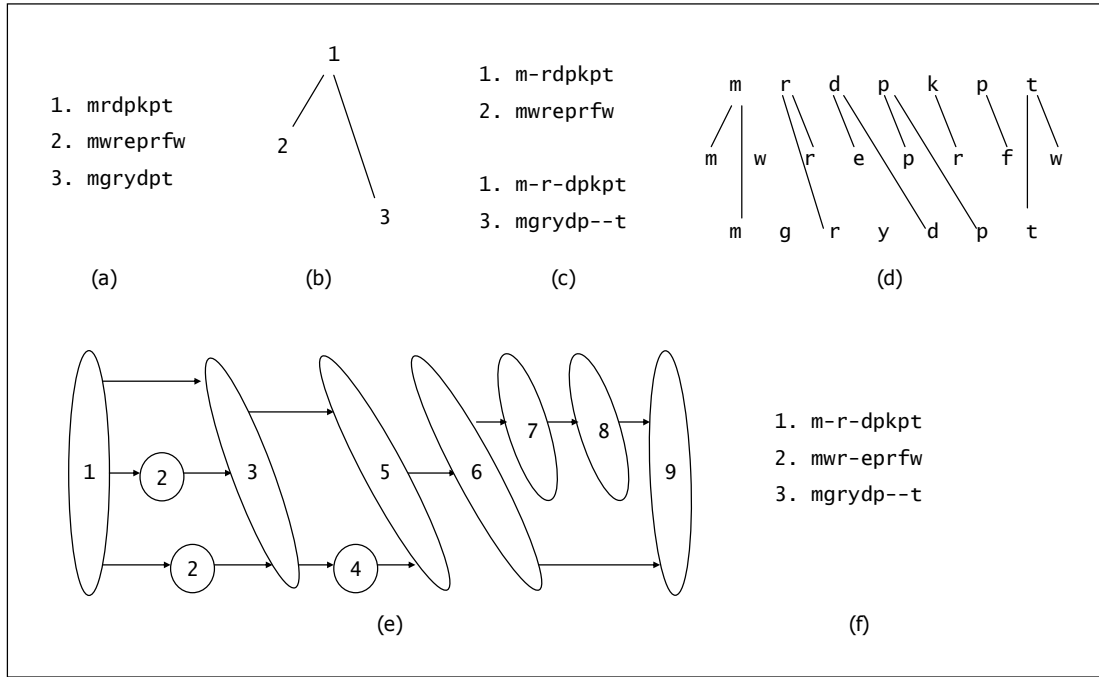 1. mrdpkpt
2. mwreprfw
3. mgrydpt
(a)
1
2
3
(b)
1. m-rdpkpt
2. mwreprfw
1. m-r-dpkpt
3. mgrydp--t
(c)
m r d p k p t
m w r e p r f w
m g r y d p t
(d)
1 2 3 5 6 7 8 9
2 4
(e)
1. m-r-dpkpt
2. mwr-eprfw
3. mgrydp--t
(f)